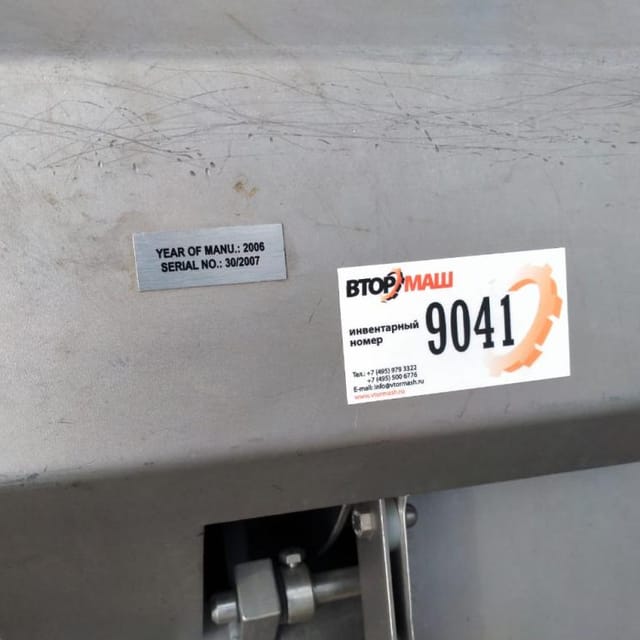 YEAR OF MANU.: 2006
SERIAL NO.: 30/2007
ВТОРМАШ
инвентарный
номер
9041
Тел.: +7 (495) 979 3322
+7 (495) 500 6776
E-mail: info@vtormash.ru
www.vtormash.ru